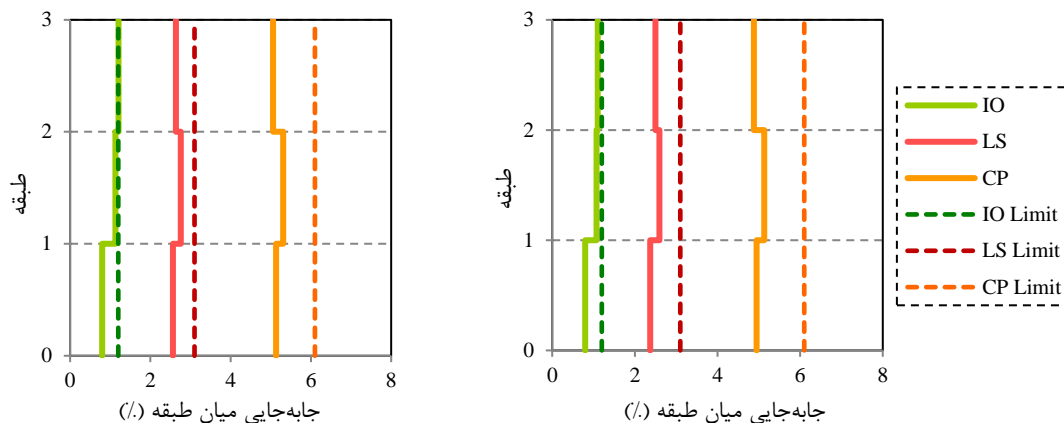 3
2
1
0
طبقه
0 2 4 6 8
جابه‌جایی میان طبقه (٪)
3
2
1
0
طبقه
0 2 4 6 8
جابه‌جایی میان طبقه (٪)
IO
LS
CP
IO Limit
LS Limit
CP Limit